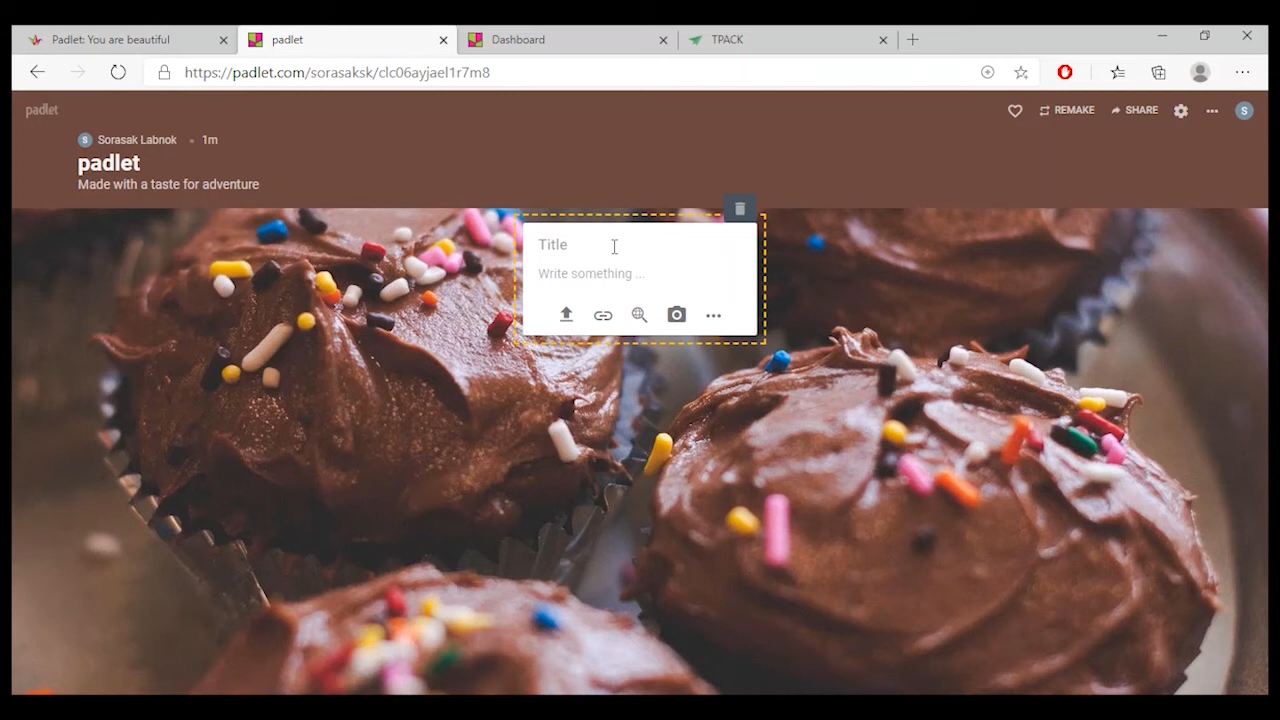 Padlet: You are beautiful
padlet
Dashboard
TPACK
https://padlet.com/sorasaksk/clc06ayjael1r7m8
padlet
REMAKE
SHARE
S
S Sorasak Labnok 1m
padlet
Made with a taste for adventure
Title
Write something ...